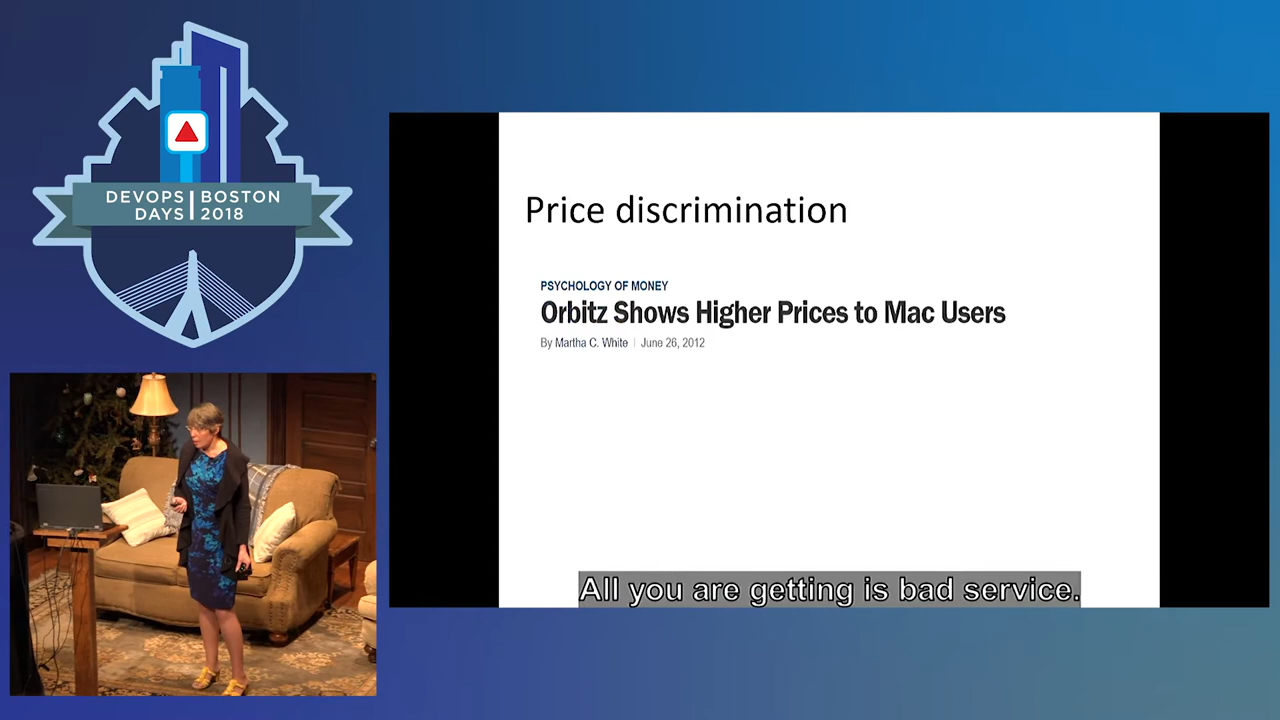 DEVOPS BOSTON
DAYS 2018
Price discrimination
PSYCHOLOGY OF MONEY
Orbitz Shows Higher Prices to Mac Users
By Martha C. White | June 26, 2012
All you are getting is bad service.